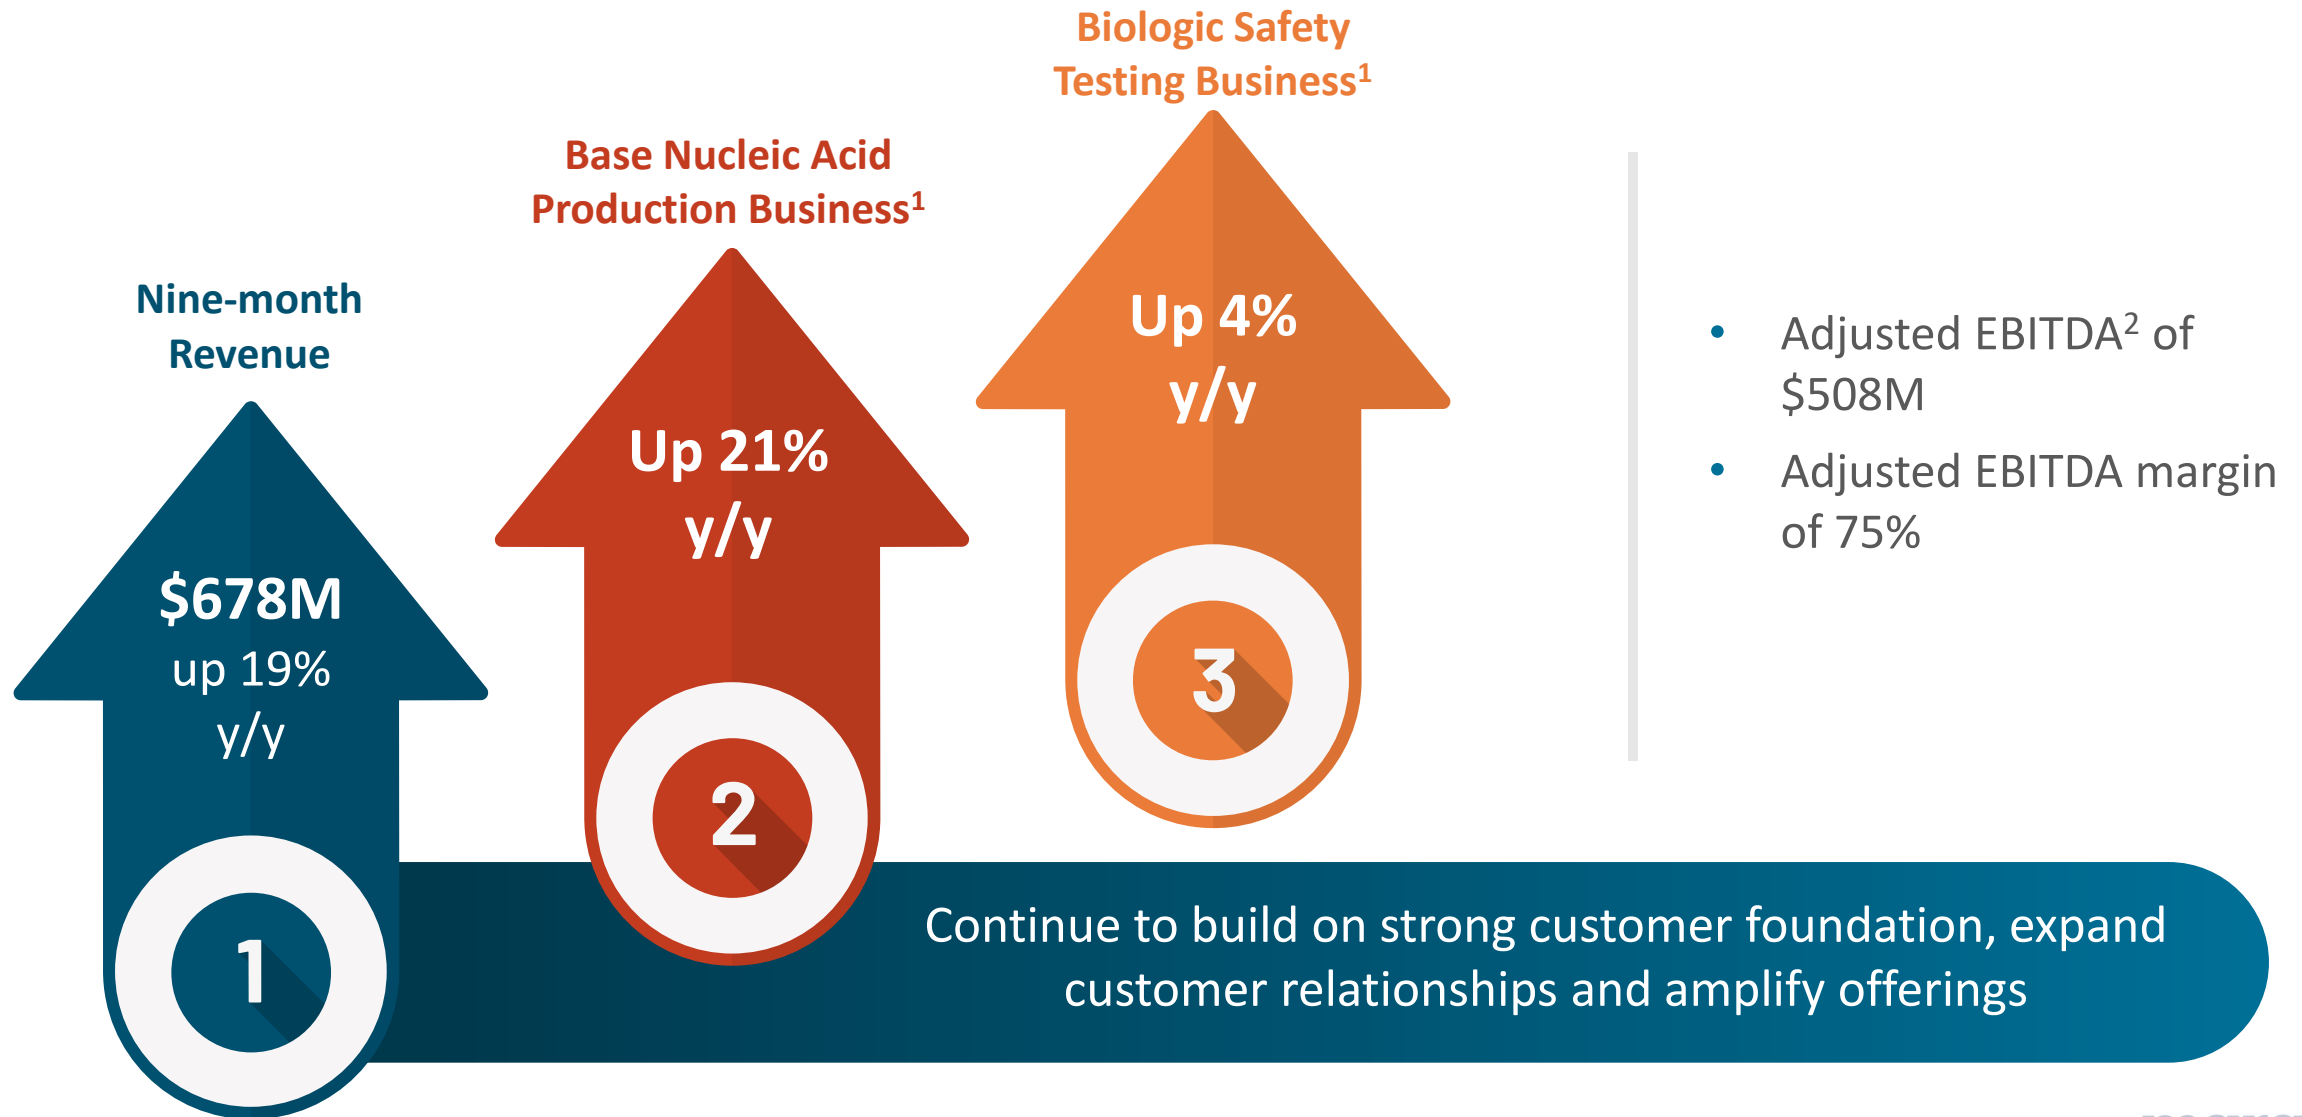 Biologic Safety
Testing Business1
Base Nucleic Acid
Production Business1
Nine-month
Revenue
Up 4%
y/y
Up 21%
y/y
$678M
up 19%
y/y
3
2
1
• Adjusted EBITDA2 of
$508M
• Adjusted EBITDA margin
of 75%
Continue to build on strong customer foundation, expand
customer relationships and amplify offerings